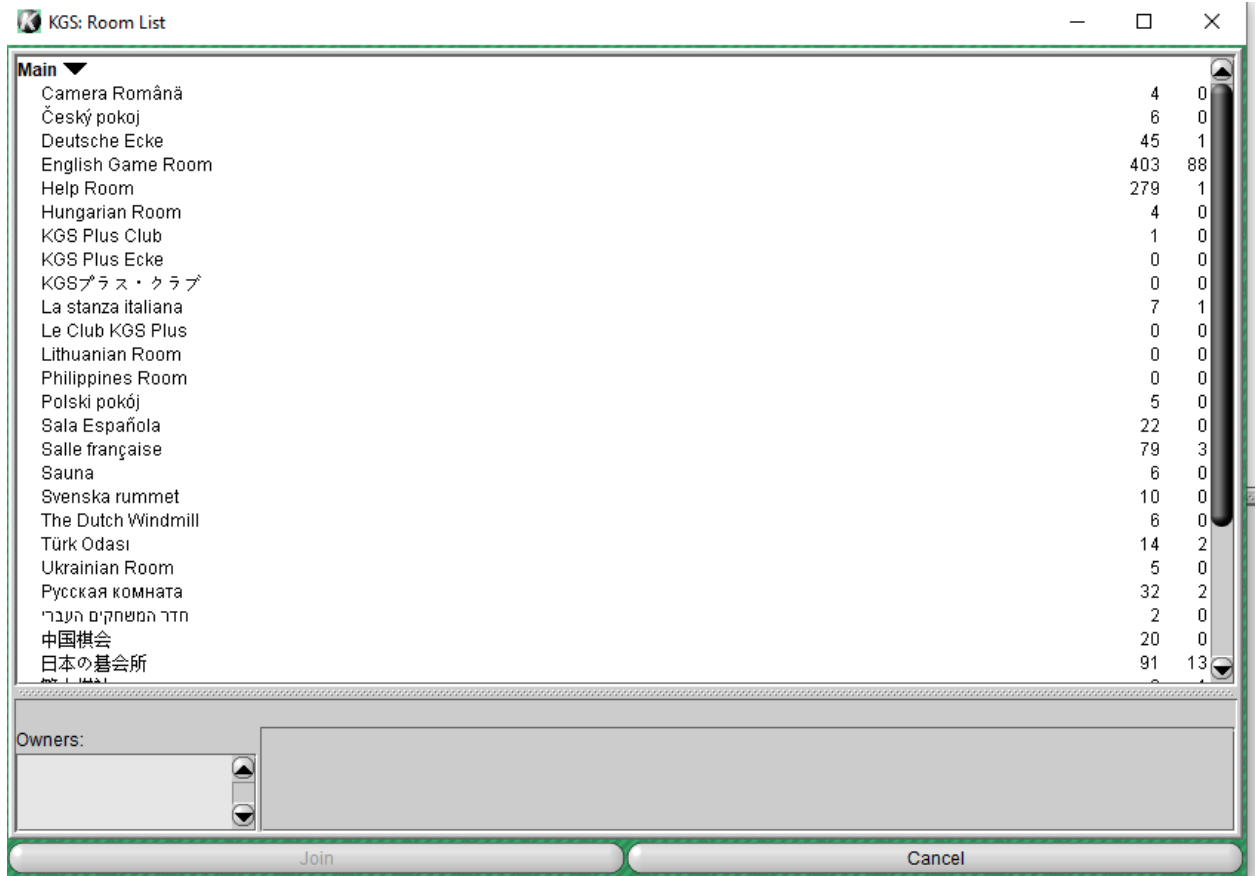 KGS: Room List
Main
Camera Românä 4 0
Český pokoj 6 0
Deutsche Ecke 45 1
English Game Room 403 88
Help Room 279 1
Hungarian Room 4 0
KGS Plus Club 1 0
KGS Plus Ecke 0 0
KGSプラス・クラブ 0 0
La stanza italiana 7 1
Le Club KGS Plus 0 0
Lithuanian Room 0 0
Philippines Room 0 0
Polski pokój 5 0
Sala Española 22 0
Salle française 79 3
Sauna 6 0
Svenska rummet 10 0
The Dutch Windmill 6 0
Türk Odası 14 2
Ukrainian Room 5 0
Русская комната 32 2
חדר המשחקים העברי 2 0
中国棋会 20 0
日本の碁会所 91 13
Owners:
Join Cancel